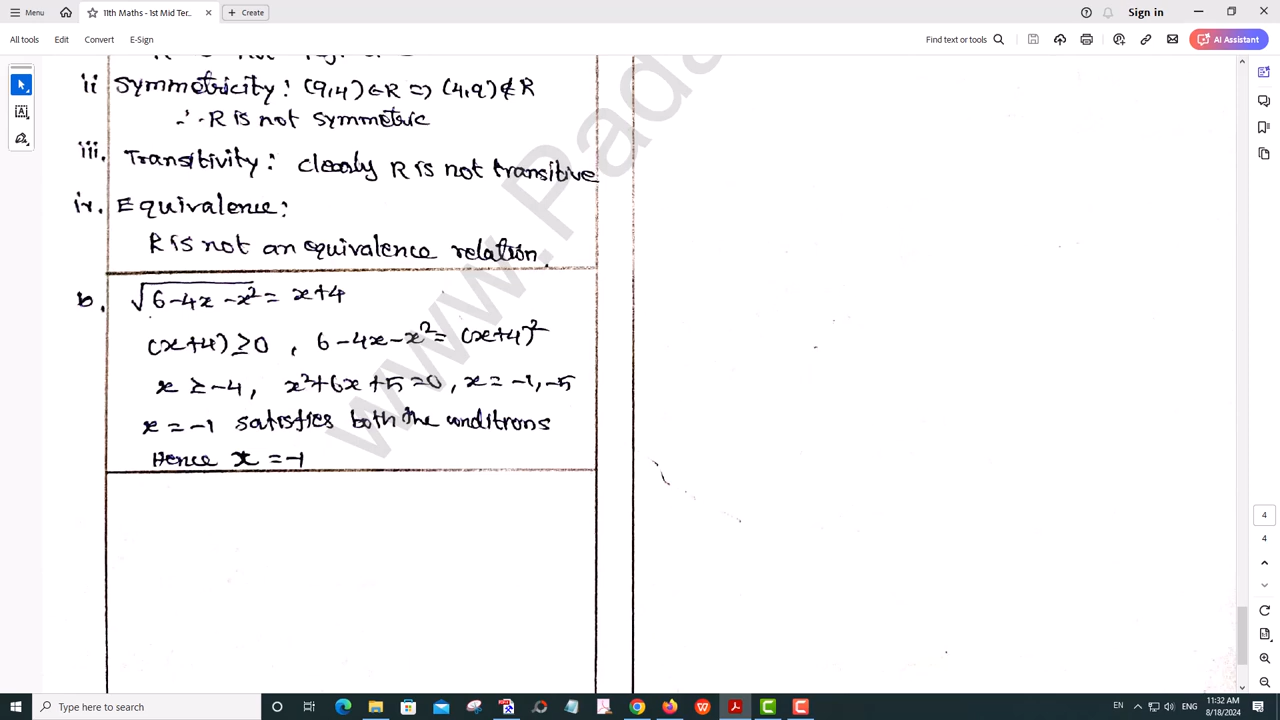 Menu
11th Maths - 1st Mid Ter...
Create
Sign in
All tools Edit Convert E-Sign
Find text or tools
AI Assistant
ii Symmetricity : (9,4) ∈ R ⇒ (4,9) ∉ R
∴ R is not symmetric
iii. Transitivity : clearly R is not transitive
iv. Equivalence :
R is not an equivalence relation.
b. √6-4x-x² = x+4
(x+4) ≥0 , 6-4x-x² = (x+4)²
x ≥ -4, x²+6x+5=0, x= -1, -5
x = -1 satisfies both the conditions
Hence x = -1
www.Pada
4
4
Type here to search
ENG
11:32 AM
8/18/2024